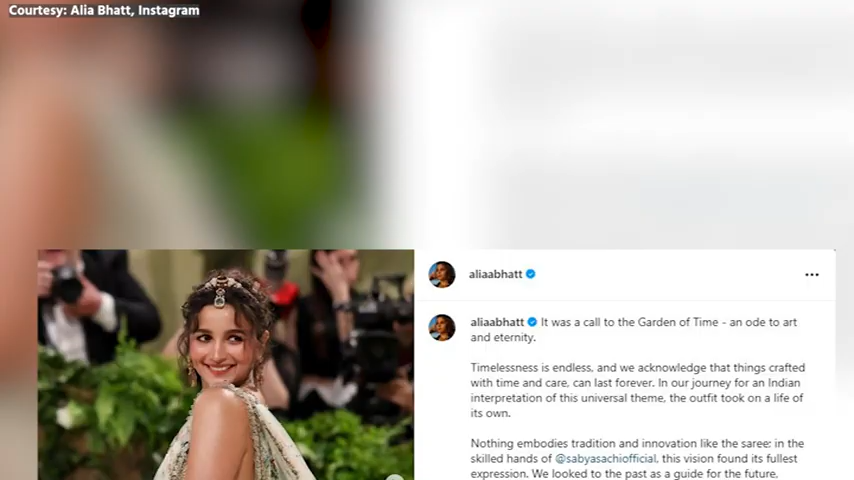 Courtesy: Alia Bhatt, Instagram
aliaabhatt
aliaabhatt It was a call to the Garden of Time - an ode to art
and eternity.
Timelessness is endless, and we acknowledge that things crafted
with time and care, can last forever. In our journey for an Indian
interpretation of this universal theme, the outfit took on a life of
its own.
Nothing embodies tradition and innovation like the saree: in the
skilled hands of @sabyasachiofficial, this vision found its fullest
expression. We looked to the past as a guide for the future,